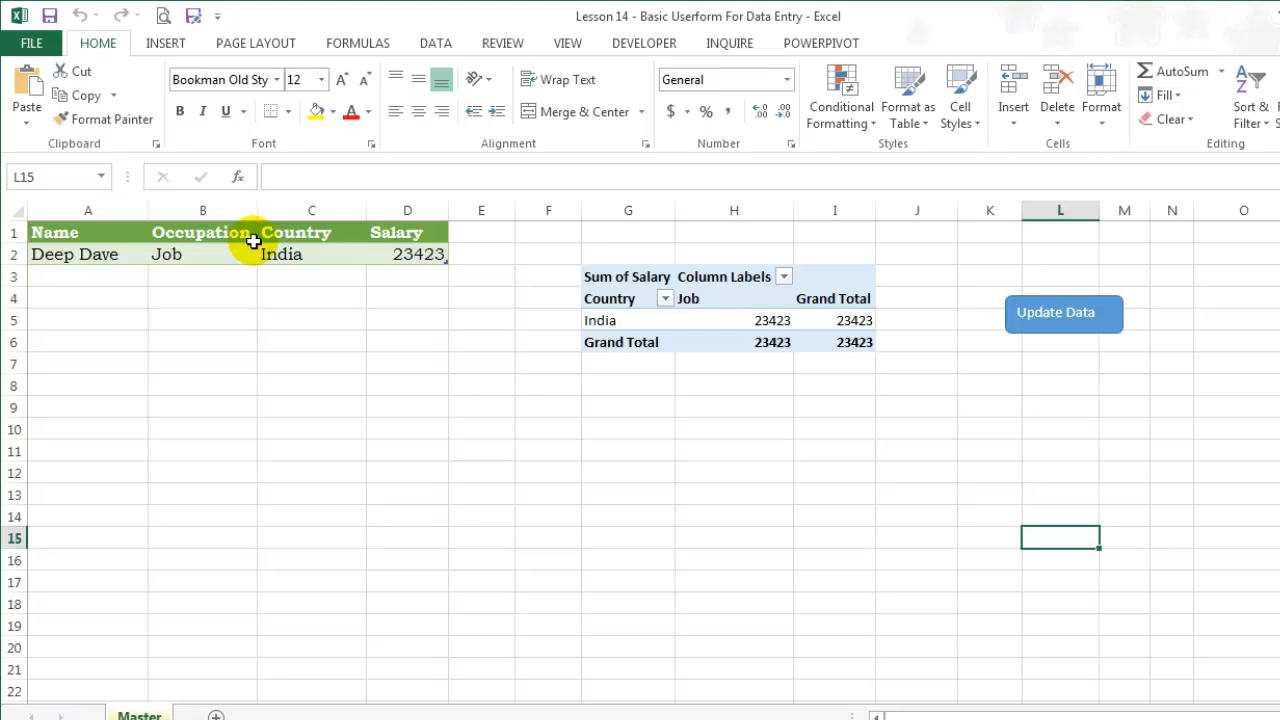 Lesson 14 - Basic Userform For Data Entry - Excel
FILE HOME INSERT PAGE LAYOUT FORMULAS DATA REVIEW VIEW DEVELOPER INQUIRE POWERPIVOT
Paste
Cut
Copy
Format Painter
Clipboard
Bookman Old Sty 12
B I U
Font
Wrap Text
Merge & Center
Alignment
General
$ % ,
Number
Conditional Formatting
Format as Table
Cell Styles
Styles
Insert
Delete
Format
Cells
AutoSum
Fill
Clear
Sort & Filter
Editing
L15
fx
A B C D E F G H I J K L M N O
1 Name Occupation Country Salary
2 Deep Dave Job India 23423
3 Sum of Salary Column Labels
4 Country Job Grand Total
Update Data
5 India 23423 23423
6 Grand Total 23423 23423
7
8
9
10
11
12
13
14
15
16
17
18
19
20
21
22
Master